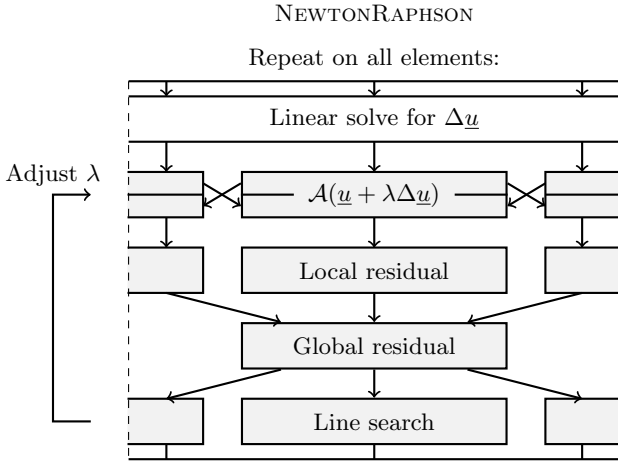 NEWTONRAPHSON
Repeat on all elements:
Linear solve for Δu
Adjust λ
𝒜(u + λΔu)
Local residual
Global residual
Line search